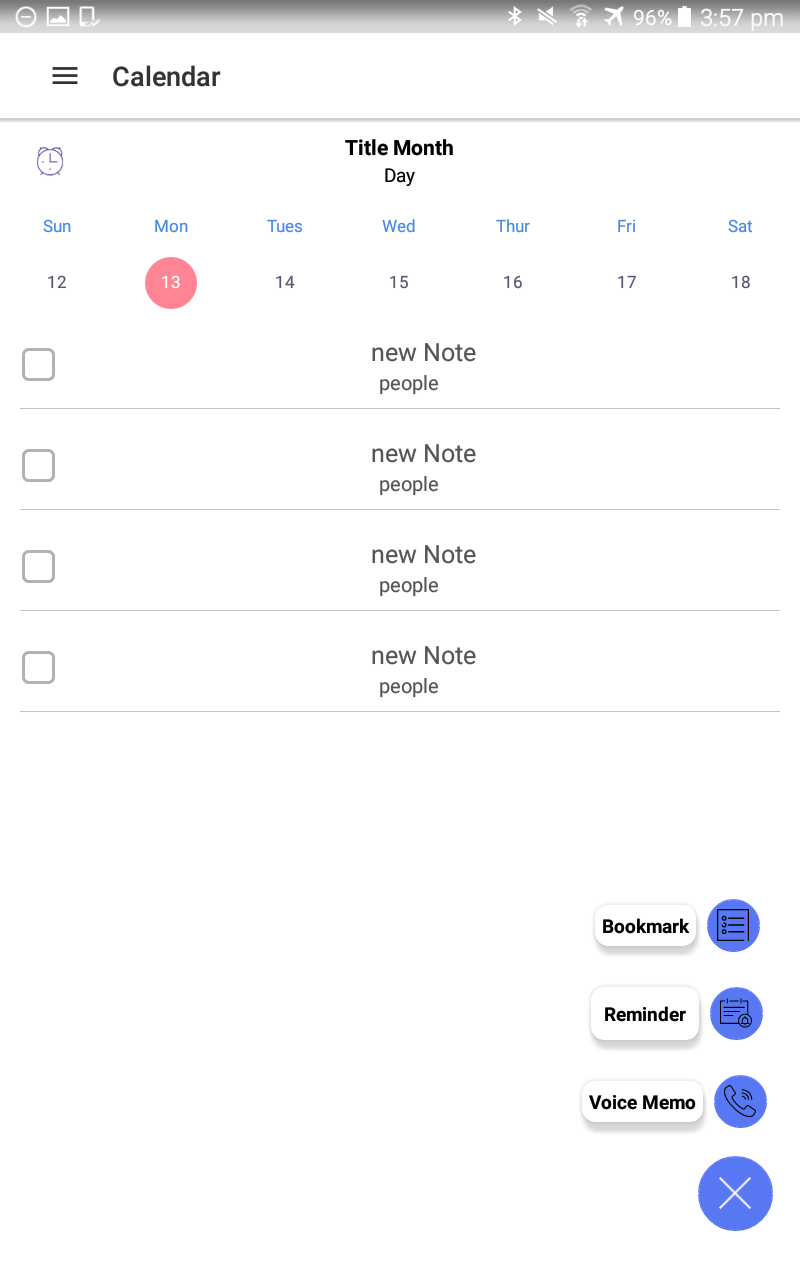 96% 3:57 pm
Calendar
Title Month
Day
Sun Mon Tues Wed Thur Fri Sat
12 13 14 15 16 17 18
new Note
people
new Note
people
new Note
people
new Note
people
Bookmark
Reminder
Voice Memo